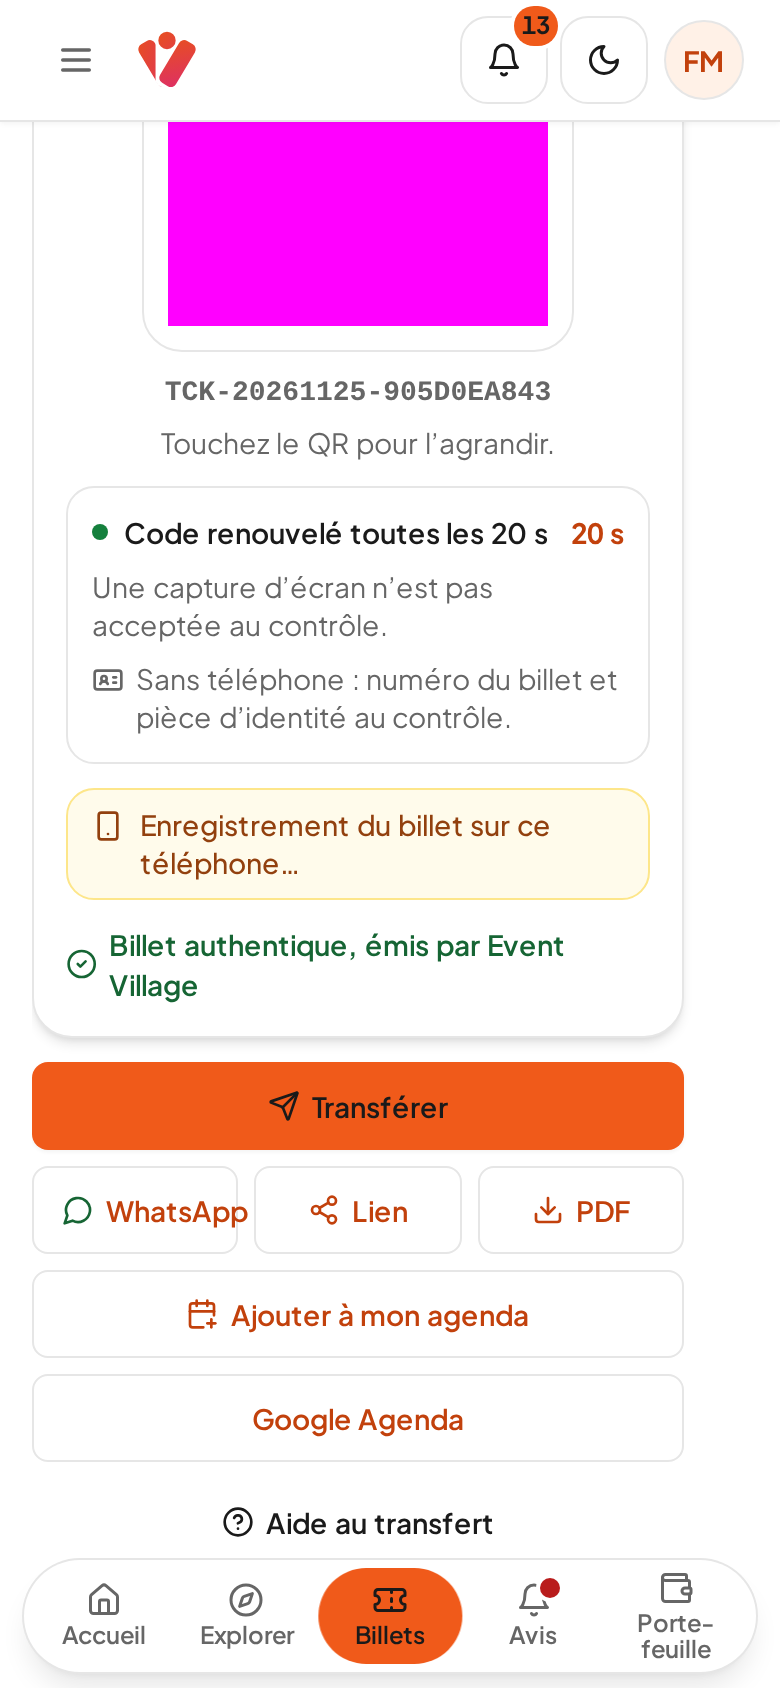 13
FM
TCK-20261125-905D0EA843
Touchez le QR pour l’agrandir.
Code renouvelé toutes les 20 s 20 s
Une capture d’écran n’est pas
acceptée au contrôle.
Sans téléphone : numéro du billet et
pièce d’identité au contrôle.
Enregistrement du billet sur ce
téléphone…
Billet authentique, émis par Event
Village
Transférer
WhatsApp Lien PDF
Ajouter à mon agenda
Google Agenda
Aide au transfert
Accueil Explorer Billets Avis Porte-
feuille